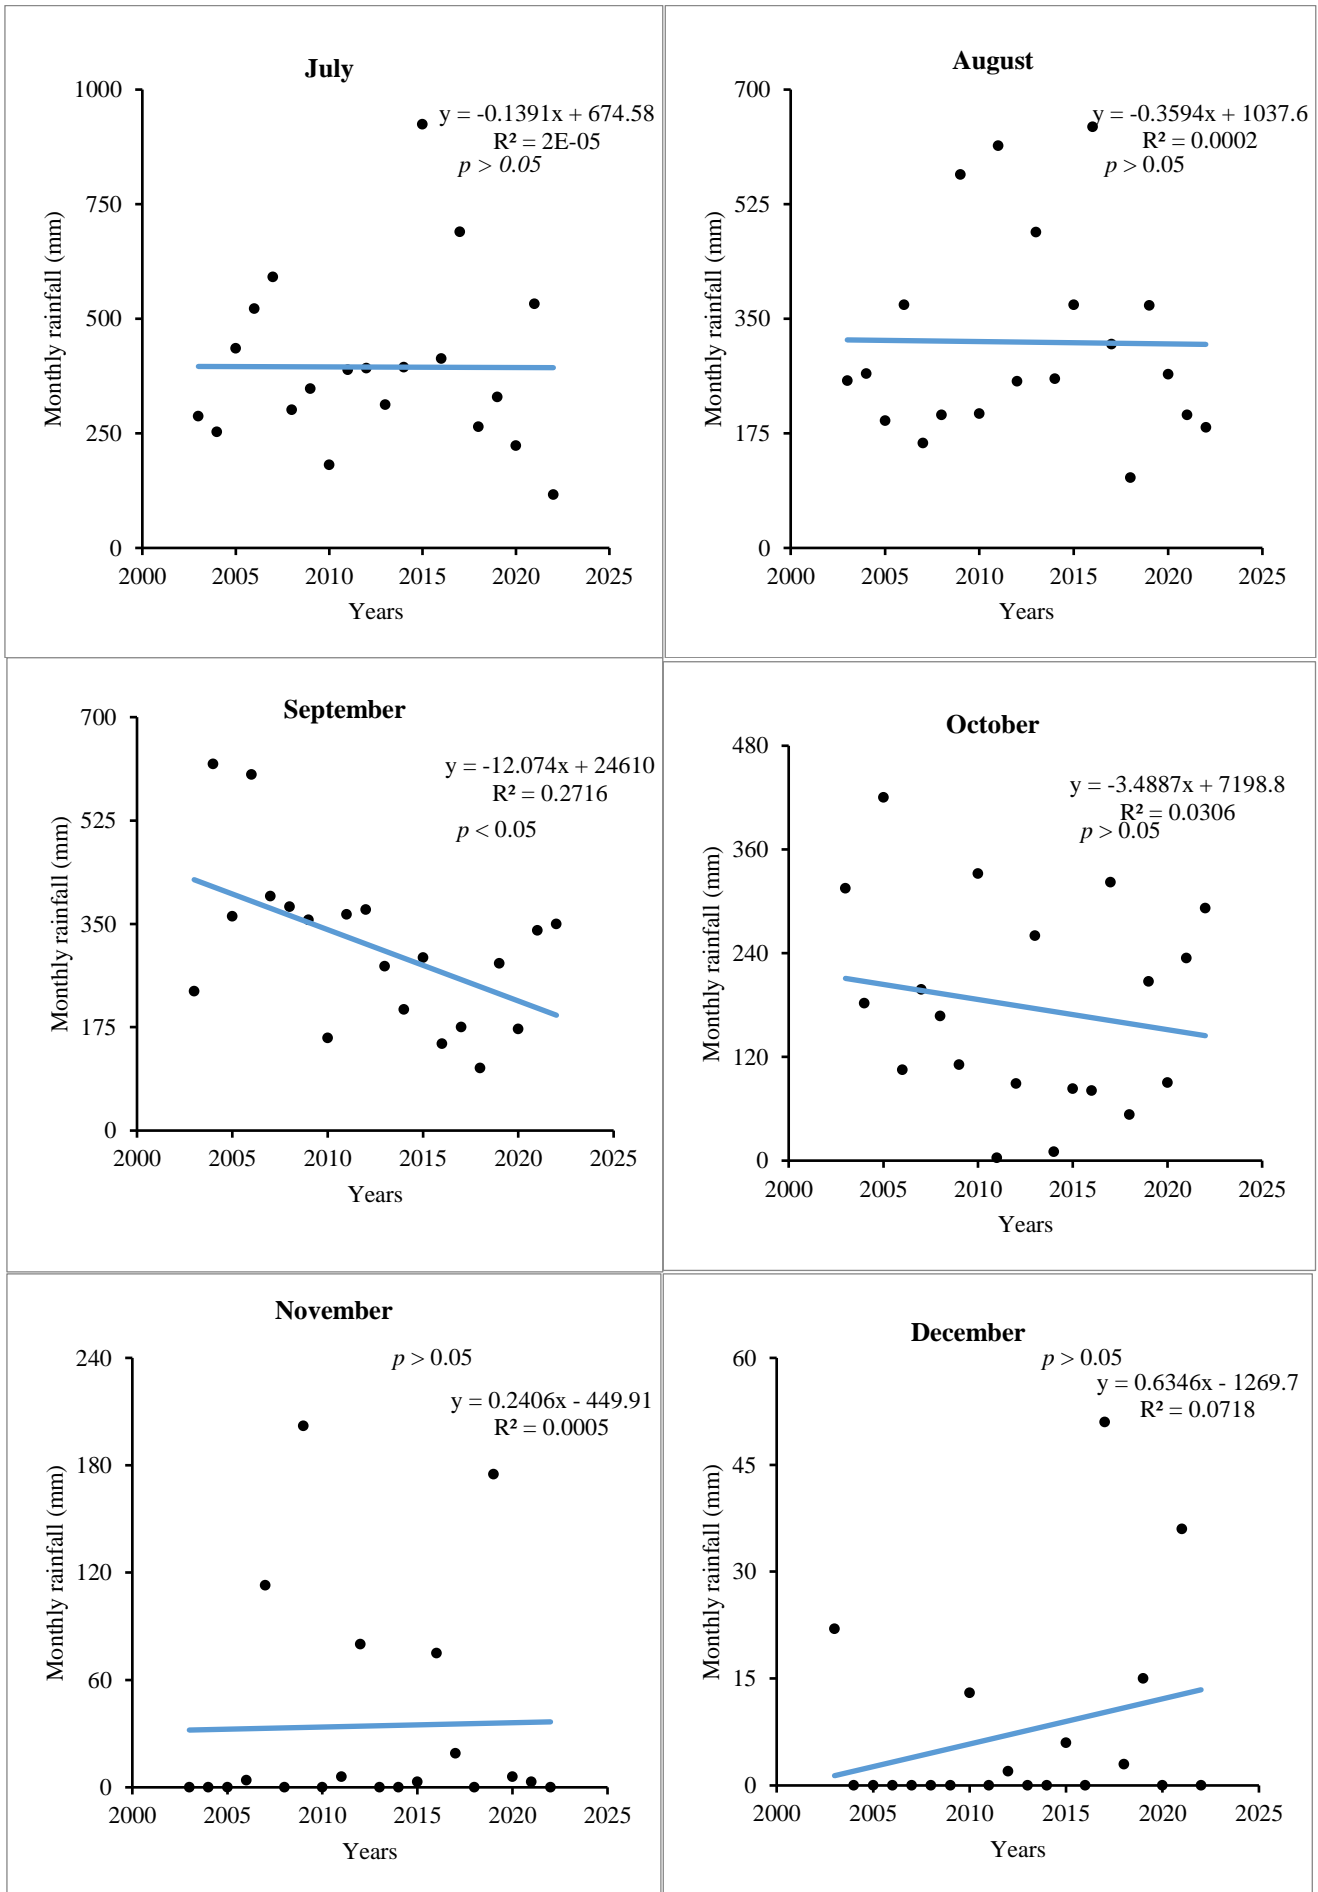 July
1000
750
500
250
0
2000 2005 2010 2015 2020 2025
Monthly rainfall (mm)
Years
y = -0.1391x + 674.58
R² = 2E-05
p > 0.05
August
700
525
350
175
0
2000 2005 2010 2015 2020 2025
Monthly rainfall (mm)
Years
y = -0.3594x + 1037.6
R² = 0.0002
p > 0.05
September
700
525
350
175
0
2000 2005 2010 2015 2020 2025
Monthly rainfall (mm)
Years
y = -12.074x + 24610
R² = 0.2716
p < 0.05
October
480
360
240
120
0
2000 2005 2010 2015 2020 2025
Monthly rainfall (mm)
Years
y = -3.4887x + 7198.8
R² = 0.0306
p > 0.05
November
240
180
120
60
0
2000 2005 2010 2015 2020 2025
Monthly rainfall (mm)
Years
p > 0.05
y = 0.2406x - 449.91
R² = 0.0005
December
60
45
30
15
0
2000 2005 2010 2015 2020 2025
Monthly rainfall (mm)
Years
p > 0.05
y = 0.6346x - 1269.7
R² = 0.0718